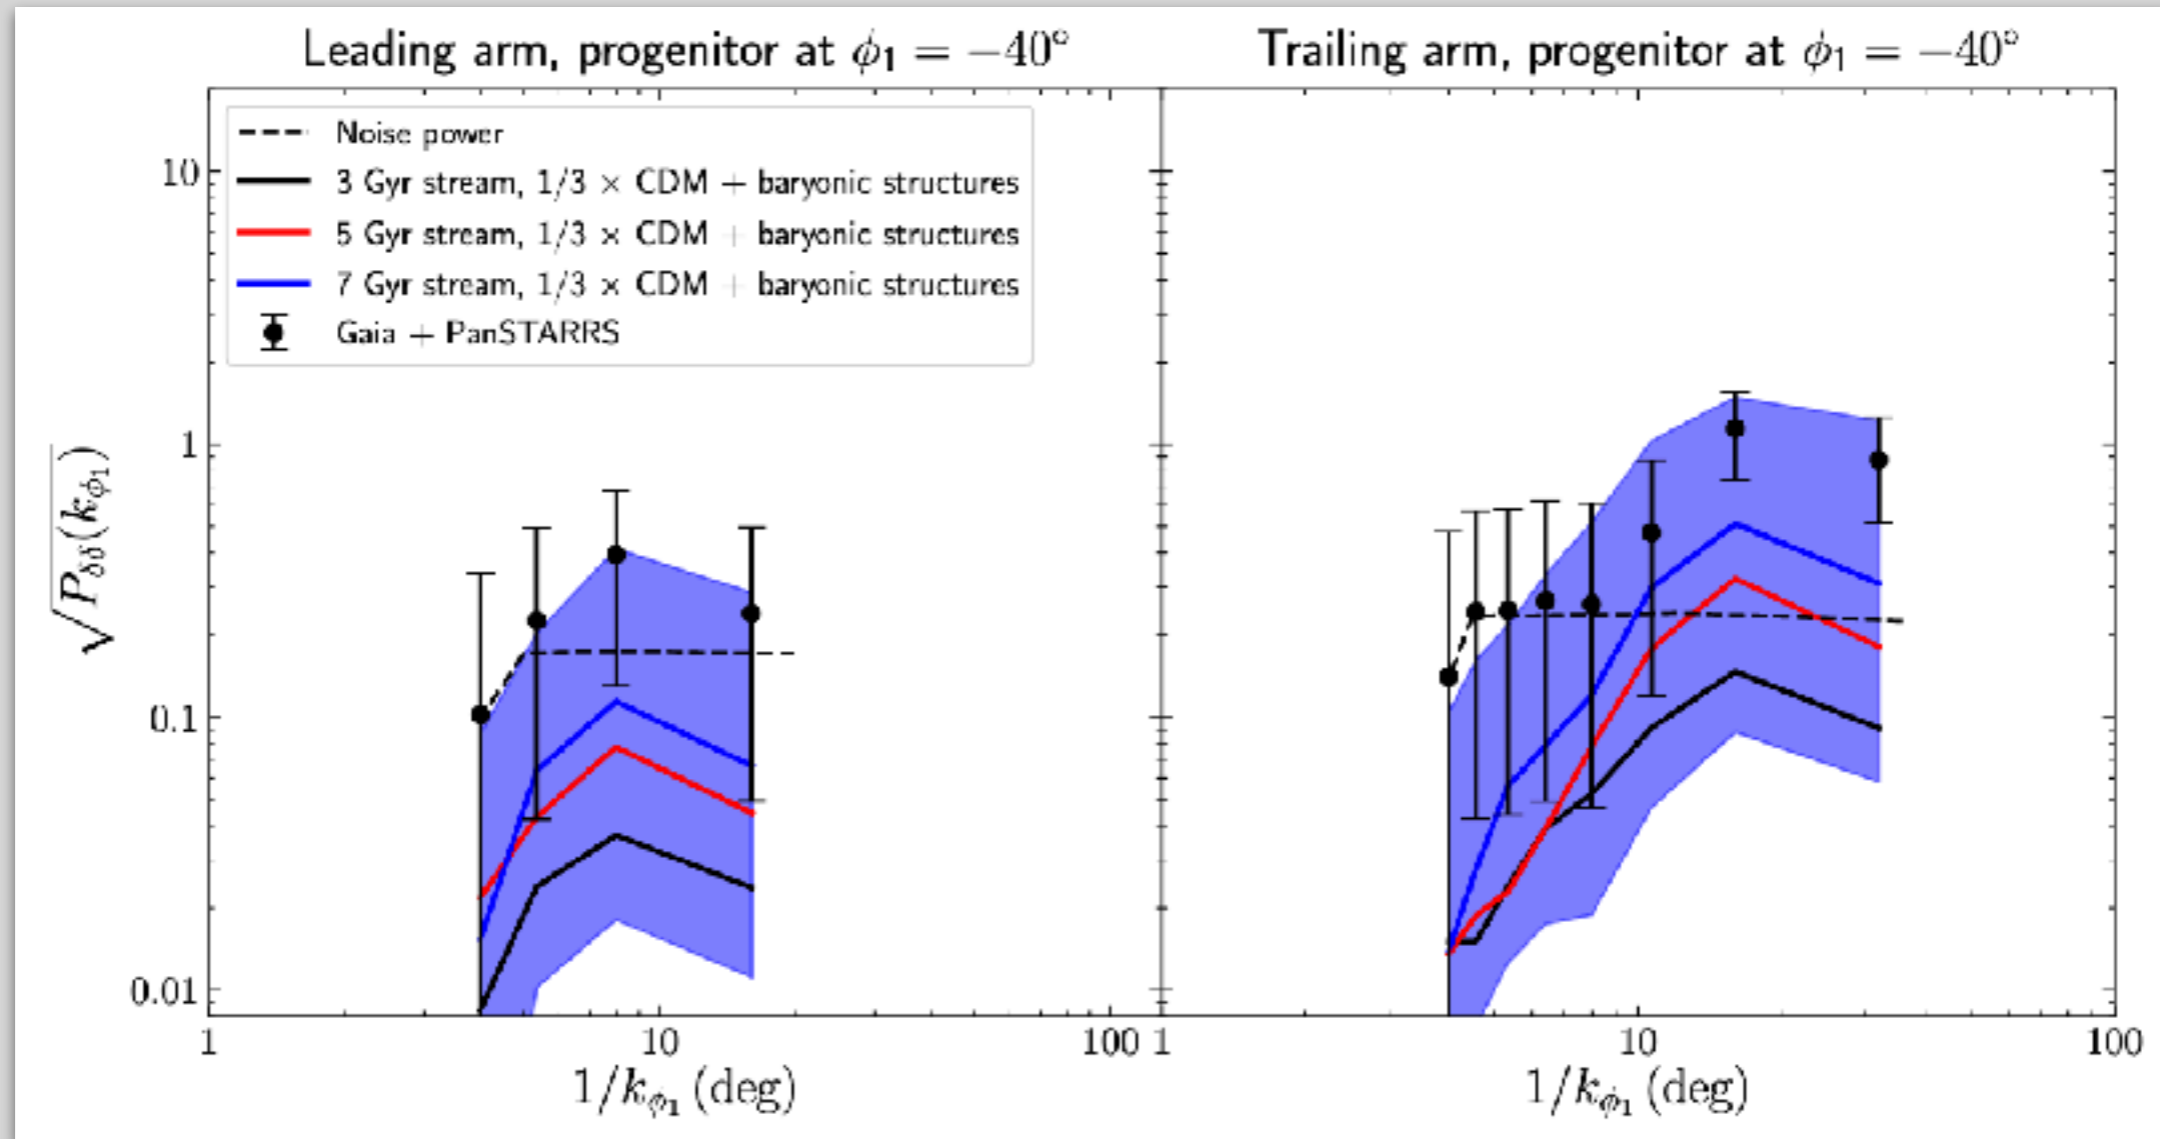 Leading arm, progenitor at ϕ₁ = −40°
Trailing arm, progenitor at ϕ₁ = −40°
Noise power
3 Gyr stream, 1/3 × CDM + baryonic structures
5 Gyr stream, 1/3 × CDM + baryonic structures
7 Gyr stream, 1/3 × CDM + baryonic structures
Gaia + PanSTARRS
10
1
0.1
0.01
√P_δδ(k_ϕ₁)
1
10
100
1
10
100
1/k_ϕ₁ (deg)
1/k_ϕ₁ (deg)